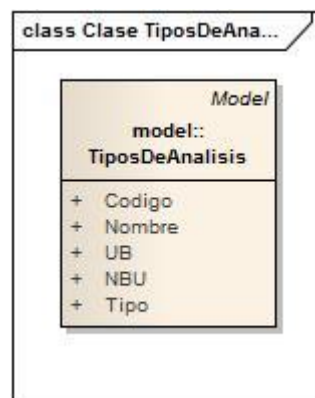 class Clase TiposDeAna...
Model
model::
TiposDeAnalisis
+ Codigo
+ Nombre
+ UB
+ NBU
+ Tipo